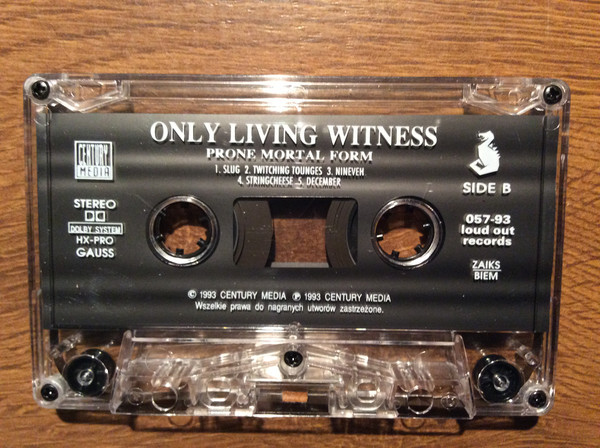 ONLY LIVING WITNESS
PRONE MORTAL FORM
1. SLUG 2. TWITCHING TOUNGES 3. NINEVEH
4. STRINGCHEESE 5. DECEMBER
CENTURY
MEDIA
SIDE B
STEREO
DOLBY SYSTEM
HX-PRO
GAUSS
057-93
loud out
records
ZAIKS
BIEM
© 1993 CENTURY MEDIA ℗ 1993 CENTURY MEDIA
Wszelkie prawa do nagranych utworów zastrzeżone.